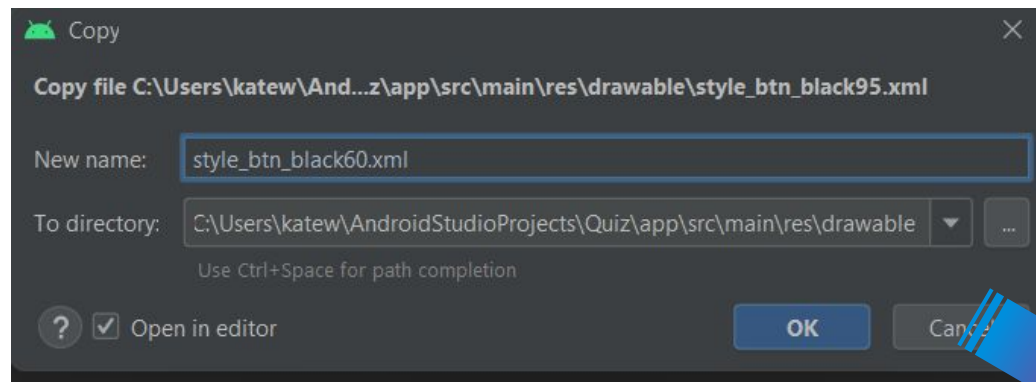 Copy
Copy file C:\Users\katew\And...z\app\src\main\res\drawable\style_btn_black95.xml
New name: style_btn_black60.xml
To directory: C:\Users\katew\AndroidStudioProjects\Quiz\app\src\main\res\drawable ...
Use Ctrl+Space for path completion
? Open in editor OK Cancel